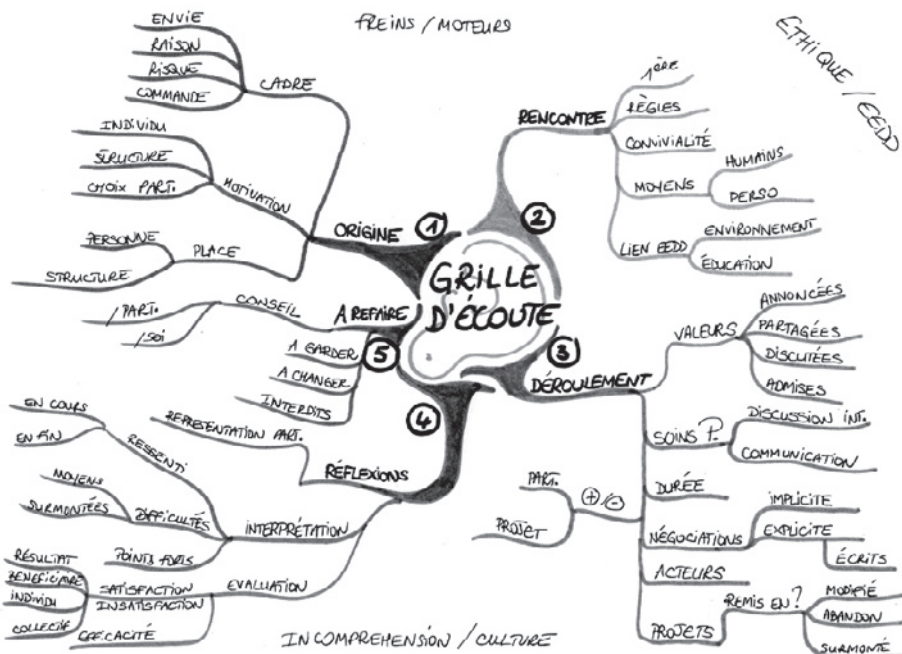 FREINS / MOTEURS
ETHIQUE / EEDD
GRILLE
D'ÉCOUTE
1
ORIGINE
CADRE
ENVIE
RAISON
RISQUE
COMMANDE
MOTIVATION
INDIVIDU
STRUCTURE
CHOIX PART.
PLACE
PERSONNE
STRUCTURE
2
RENCONTRE
1ÈRE
RÈGLES
CONVIVIALITÉ
MOYENS
HUMAINS
PERSO
LIEN EEDD
ENVIRONNEMENT
ÉDUCATION
3
DÉROULEMENT
VALEURS
ANNONCÉES
PARTAGÉES
DISCUTÉES
ADMISES
SOINS P.
DISCUSSION INT.
COMMUNICATION
DURÉE
NÉGOCIATIONS
IMPLICITE
EXPLICITE
ÉCRITS
ACTEURS
PROJETS
REMIS EN ?
MODIFIÉ
ABANDON
SURMONTÉ
+/-
PART.
PROJET
4
RÉFLEXIONS
REPRESENTATION PART.
INTERPRÉTATION
RESSENTI
EN COURS
EN FIN
DIFFICULTÉS
MOYENS
SURMONTÉES
POINTS FORTS
EVALUATION
SATISFACTION
INSATISFACTION
RÉSULTAT
BENEFICIAIRE
INDIVIDU
COLLECTIF
EFFICACITÉ
5
A REFAIRE
CONSEIL
/ PART.
/ SOI
A GARDER
A CHANGER
INTERDITS
INCOMPREHENSION / CULTURE